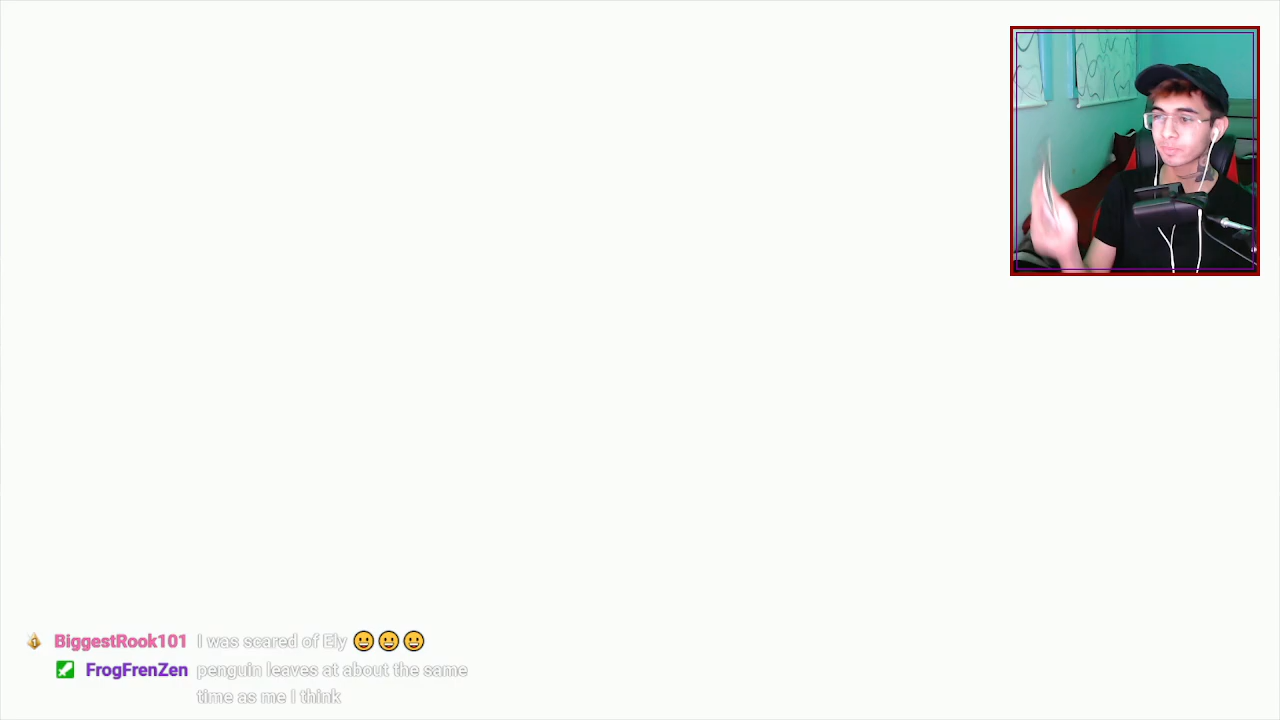 BiggestRook101 I was scared of Ely 😀😀😀
FrogFrenZen penguin leaves at about the same
time as me I think